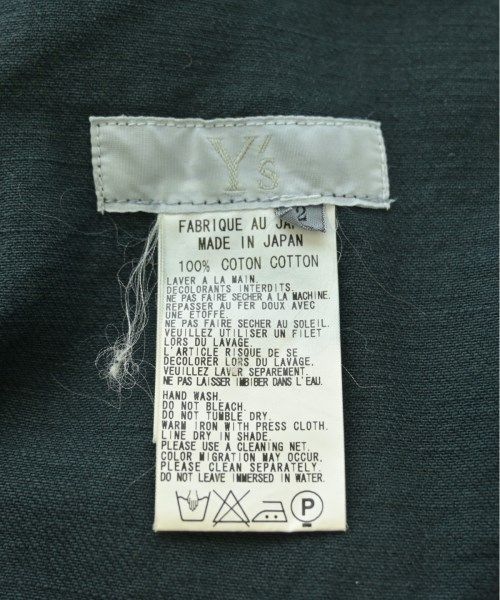 Y's
2
FABRIQUE AU JAP
MADE IN JAPAN
100% COTON COTTON
LAVER A LA MAIN.
DECOLORANTS INTERDITS.
NE PAS FAIRE SECHER A LA MACHINE.
REPASSER AU FER DOUX AVEC
UNE ETOFFE.
NE PAS FAIRE SECHER AU SOLEIL.
VEUILLEZ UTILISER UN FILET
LORS DU LAVAGE.
L'ARTICLE RISQUE DE SE
DECOLORER LORS DU LAVAGE.
VEUILLEZ LAVER SEPAREMENT.
NE PAS LAISSER IMBIBER DANS L'EAU.
HAND WASH.
DO NOT BLEACH.
DO NOT TUMBLE DRY.
WARM IRON WITH PRESS CLOTH.
LINE DRY IN SHADE.
PLEASE USE A CLEANING NET.
COLOR MIGRATION MAY OCCUR.
PLEASE CLEAN SEPARATELY.
DO NOT LEAVE IMMERSED IN WATER.
P